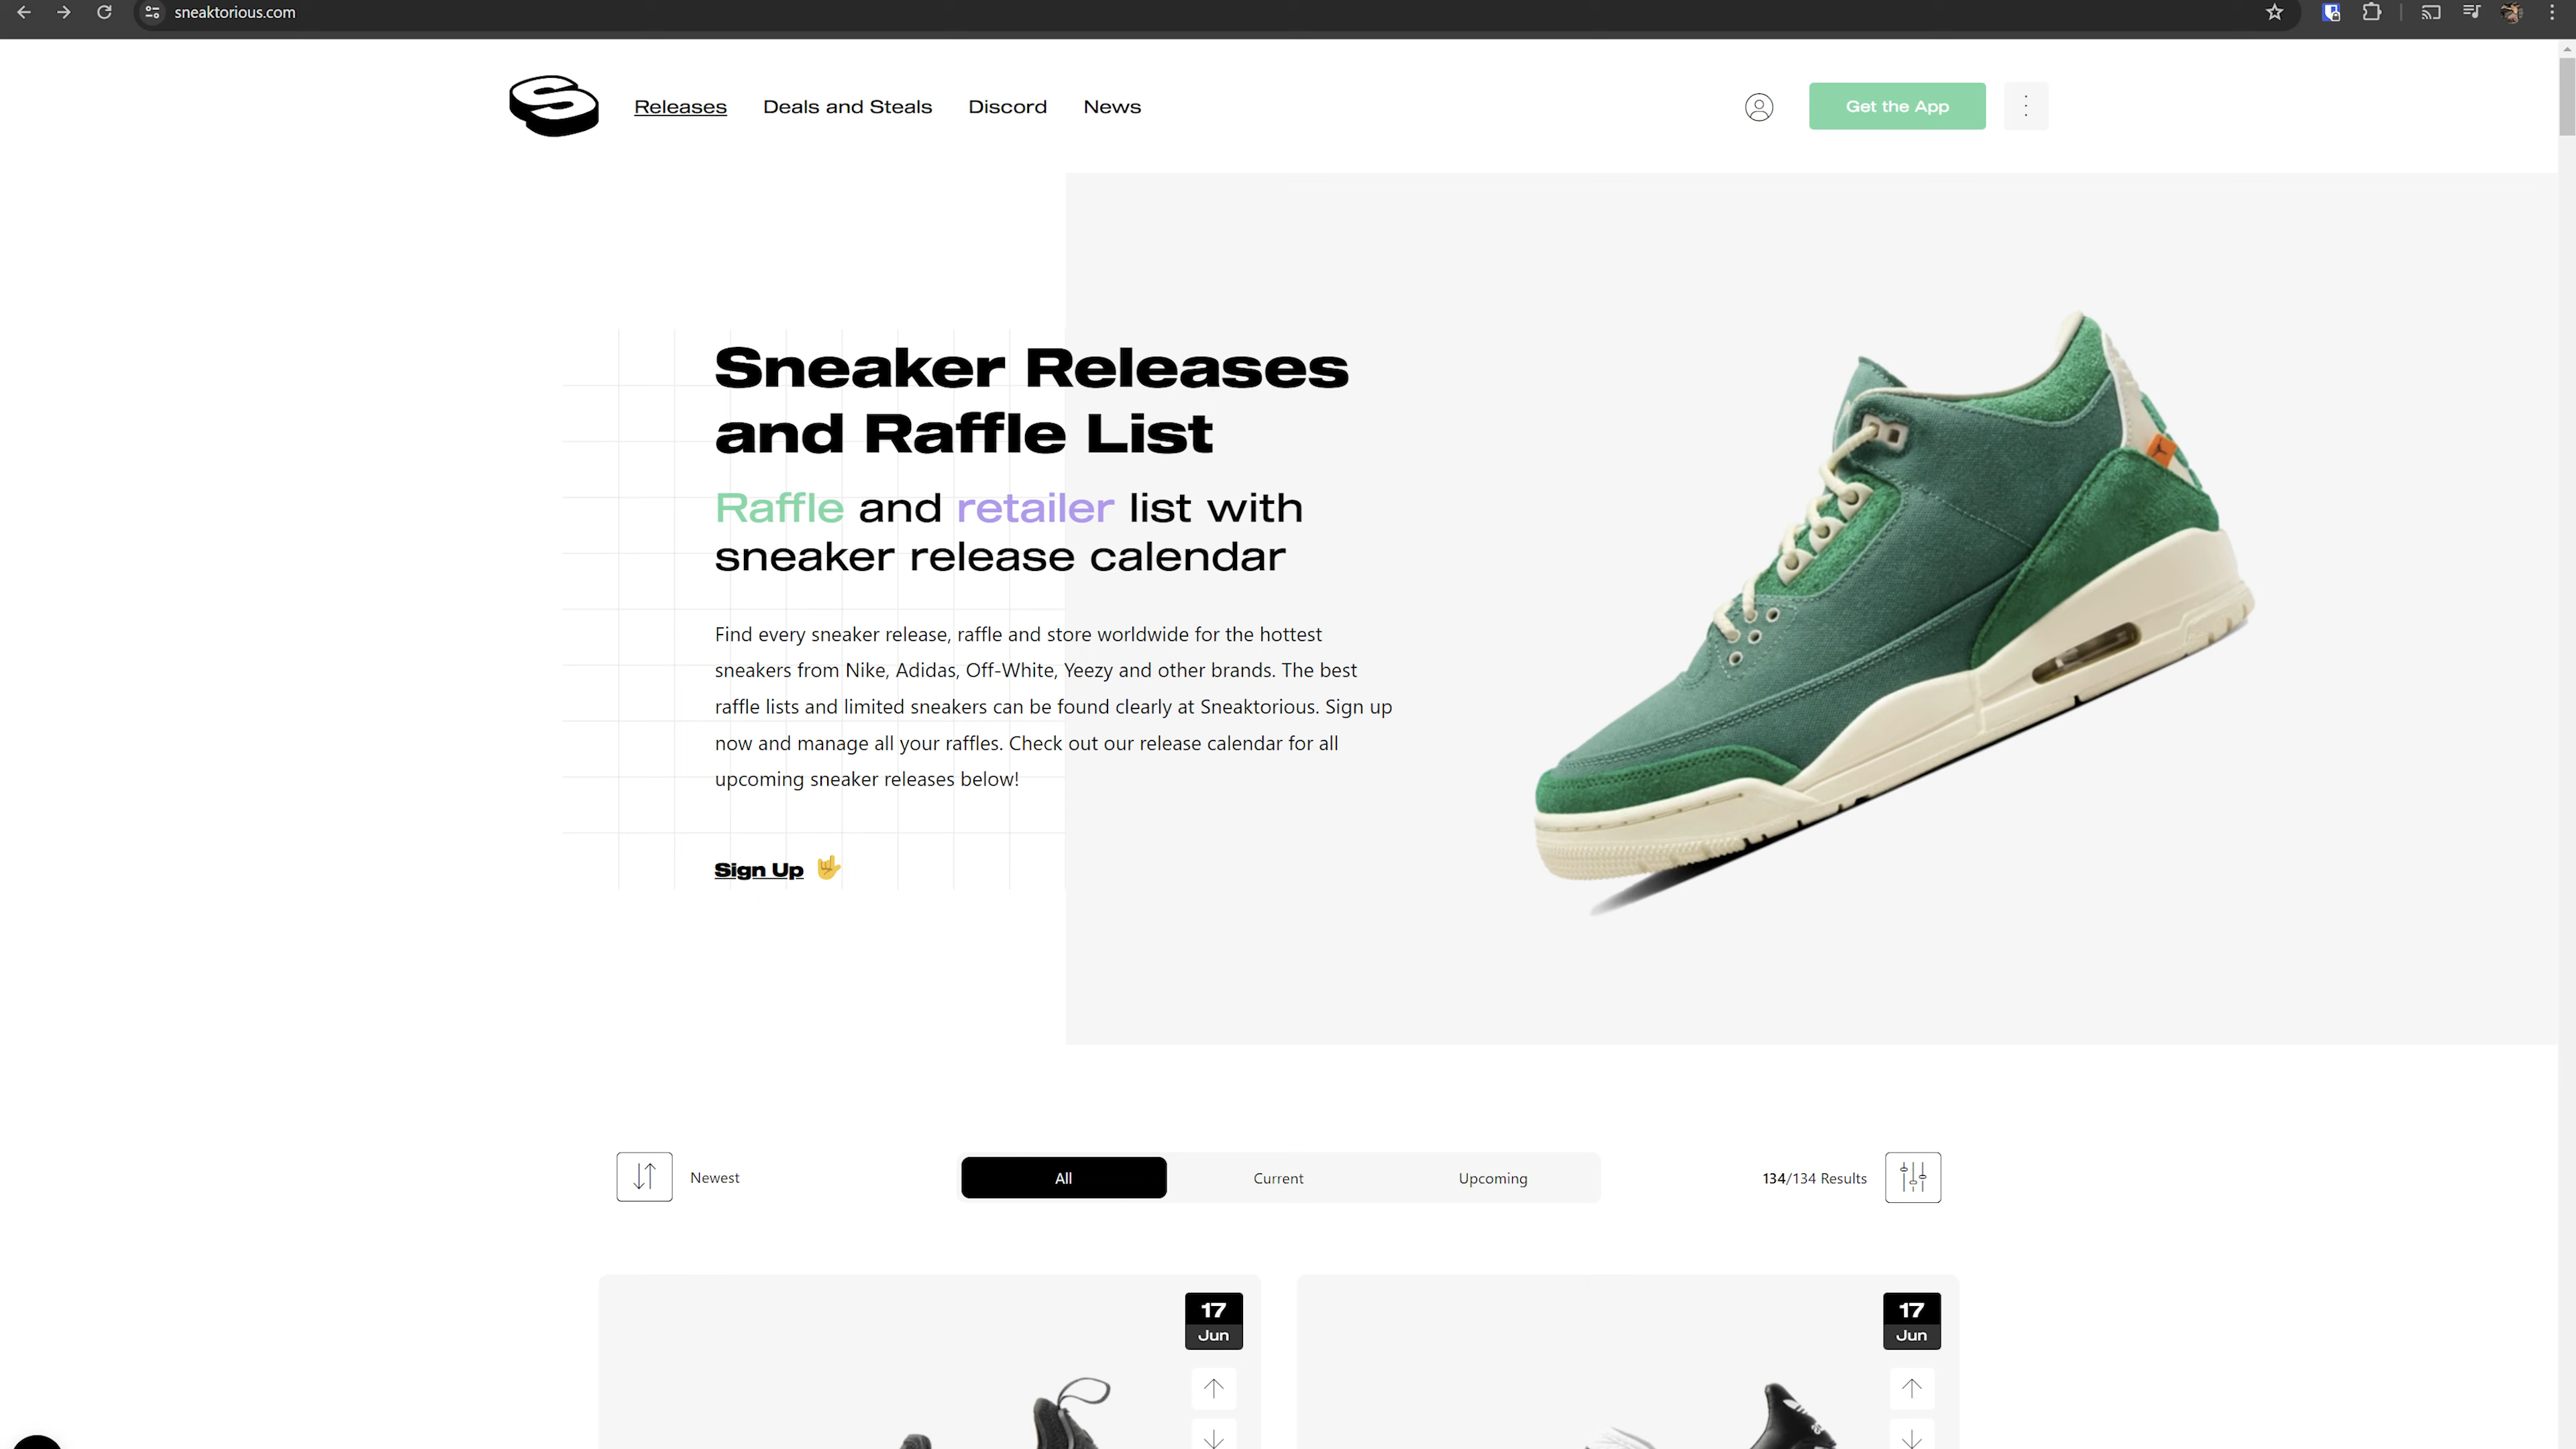 sneaktorious.com
Releases
Deals and Steals
Discord
News
Get the App
Sneaker Releases
and Raffle List
Raffle and retailer list with
sneaker release calendar
Find every sneaker release, raffle and store worldwide for the hottest
sneakers from Nike, Adidas, Off-White, Yeezy and other brands. The best
raffle lists and limited sneakers can be found clearly at Sneaktorious. Sign up
now and manage all your raffles. Check out our release calendar for all
upcoming sneaker releases below!
Sign Up
Newest
All
Current
Upcoming
134/134 Results
17
Jun
17
Jun